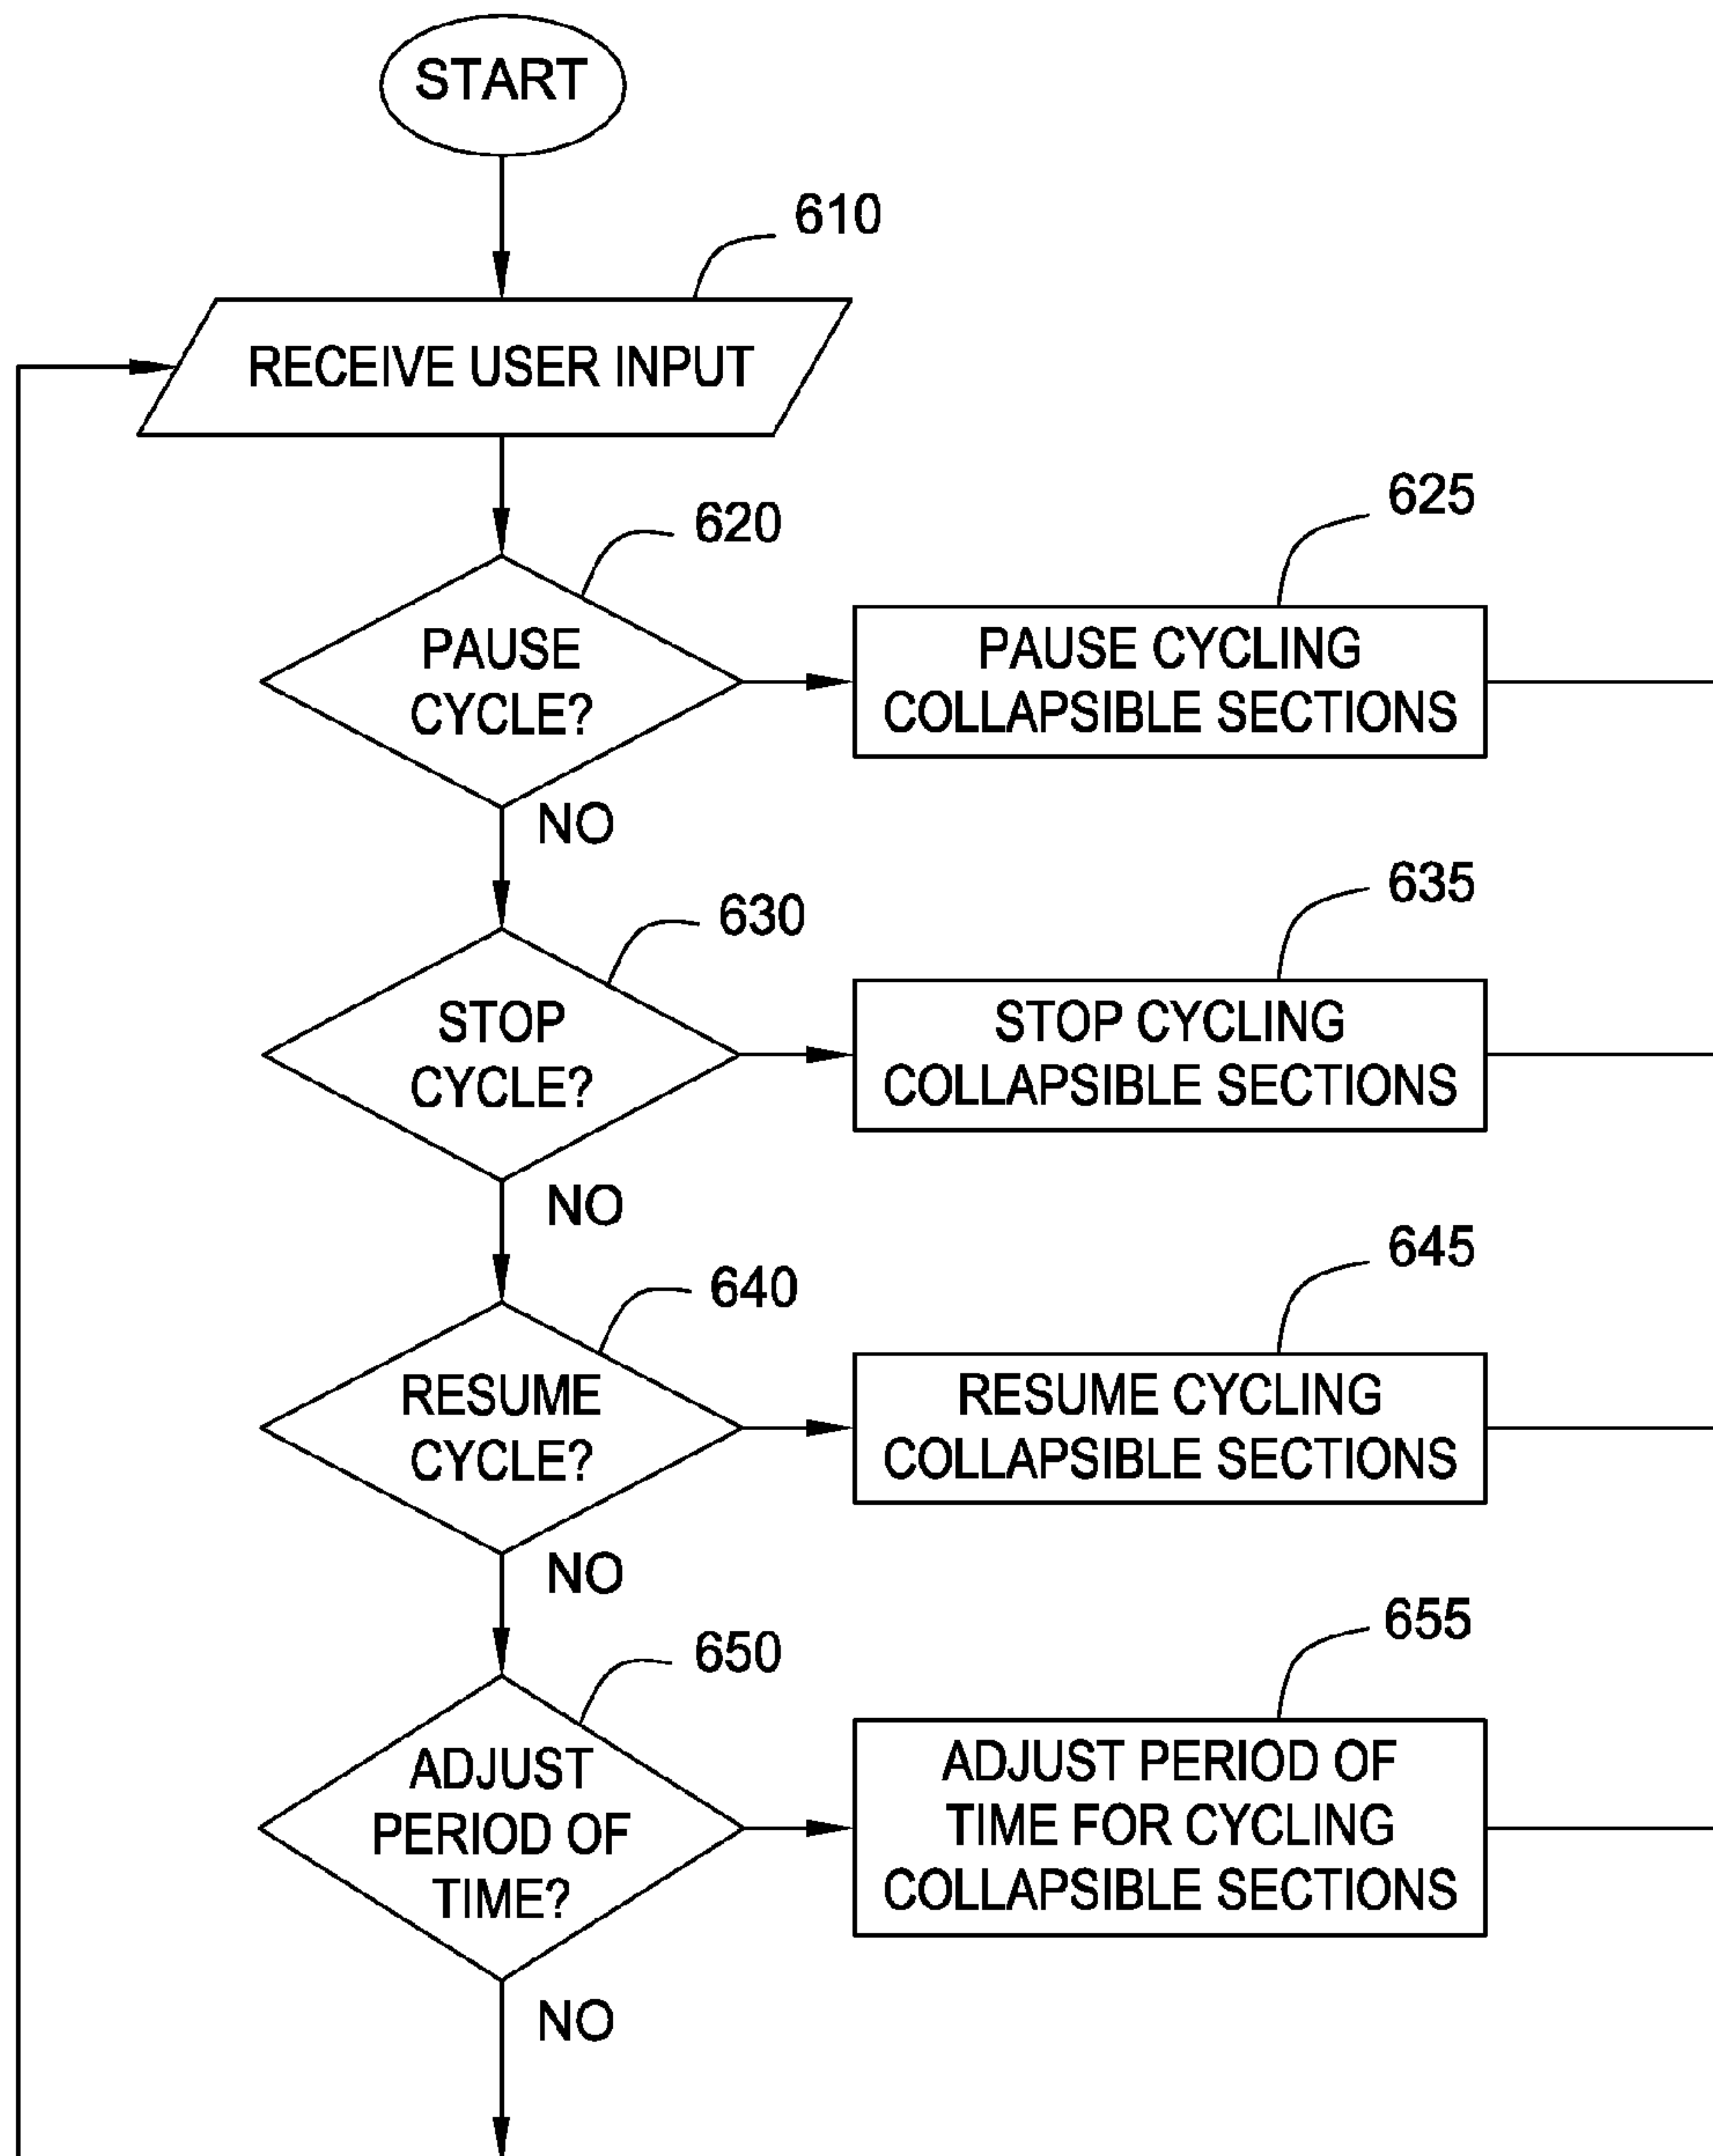 START
610
RECEIVE USER INPUT
620
PAUSE
CYCLE?
625
PAUSE CYCLING
COLLAPSIBLE SECTIONS
NO
630
STOP
CYCLE?
635
STOP CYCLING
COLLAPSIBLE SECTIONS
NO
640
RESUME
CYCLE?
645
RESUME CYCLING
COLLAPSIBLE SECTIONS
NO
650
ADJUST
PERIOD OF
TIME?
655
ADJUST PERIOD OF
TIME FOR CYCLING
COLLAPSIBLE SECTIONS
NO